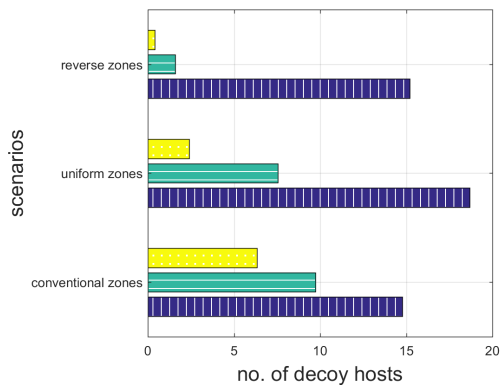 reverse zones
uniform zones
conventional zones
scenarios
0 5 10 15 20
no. of decoy hosts